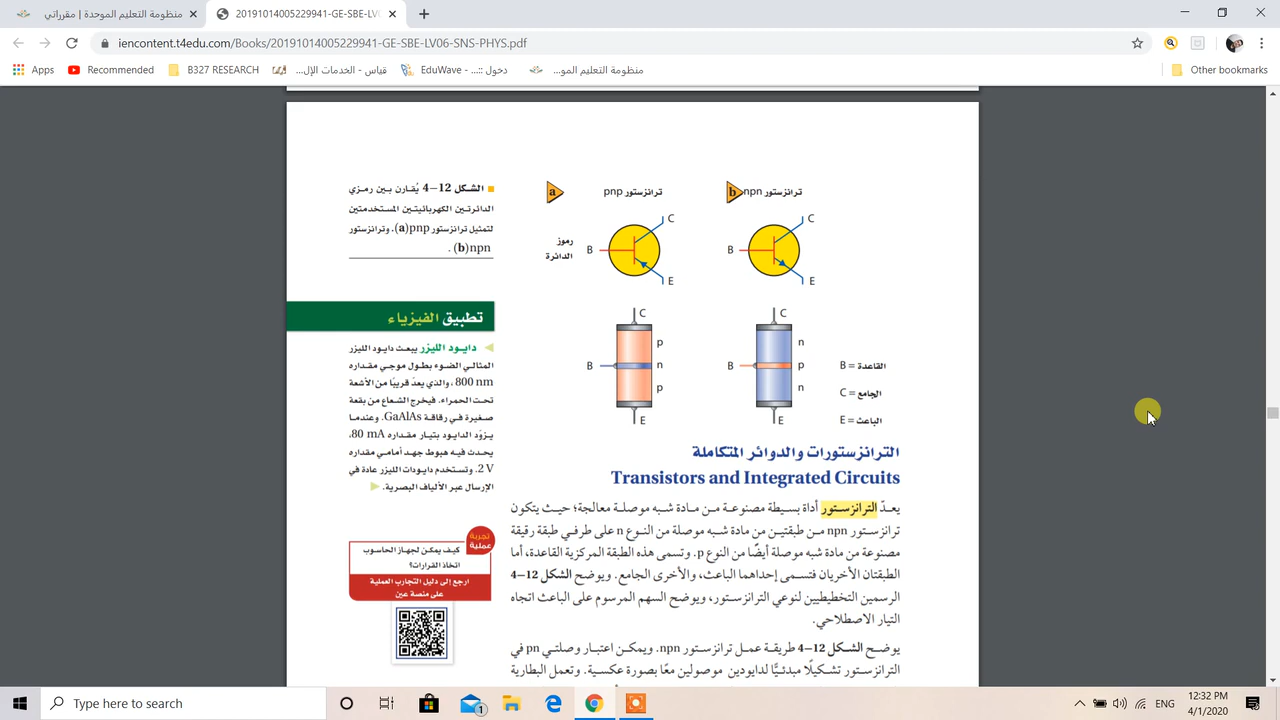 منظومة التعليم الموحدة | مقرراتي
20191014005229941-GE-SBE-LV0
iencontent.t4edu.com/Books/20191014005229941-GE-SBE-LV06-SNS-PHYS.pdf
Apps
Recommended
B327 RESEARCH
قياس - الخدمات الإل...
EduWave - ::... دخول
منظومة التعليم المو...
Other bookmarks
الشكل 12–4 يُقارن بين رمزي
الدائرتين الكهربائيتين المستخدمتين
لتمثيل ترانزستور pnp(a)، وترانزستور
npn(b) .
a
ترانزستور pnp
b
ترانزستور npn
رموز
الدائرة
B
C
E
B
C
E
C
p
B
n
p
E
C
n
B
p
n
E
B = القاعدة
C = الجامع
E = الباعث
تطبيق الفيزياء
دايود الليزر يبعث دايود الليزر
المثالي الضوء بطول موجي مقداره
800 nm، والذي يعدّ قريبًا من الأشعة
تحت الحمراء. فيخرج الشعاع من بقعة
صغيرة في رقاقة GaAlAs. وعندما
يزوّد الدايود بتيار مقداره 80 mA،
يحدث فيه هبوط جهد أمامي مقداره
2 V. وتستخدم دايودات الليزر عادة في
الإرسال عبر الألياف البصرية.
تجربة
عملية
كيف يمكن لجهاز الحاسوب
اتخاذ القرارات؟
ارجع إلى دليل التجارب العملية
على منصة عين
الترانزستورات والدوائر المتكاملة
Transistors and Integrated Circuits
يعدّ الترانزستور أداة بسيطة مصنوعة من مادة شبه موصلة معالجة؛ حيث يتكون
ترانزستور npn من طبقتين من مادة شبه موصلة من النوع n على طرفي طبقة رقيقة
مصنوعة من مادة شبه موصلة أيضًا من النوع p. وتسمى هذه الطبقة المركزية القاعدة، أما
الطبقتان الأخريان فتسمى إحداهما الباعث، والأخرى الجامع. ويوضح الشكل 12–4
الرسمين التخطيطيين لنوعي الترانزستور، ويوضح السهم المرسوم على الباعث اتجاه
التيار الاصطلاحي.
يوضح الشكل 12–4 طريقة عمل ترانزستور npn. ويمكن اعتبار وصلتي pn في
الترانزستور تشكيلًا مبدئيًّا لدايودين موصولين معًا بصورة عكسية. وتعمل البطارية
Type here to search
1
ENG
12:32 PM
4/1/2020